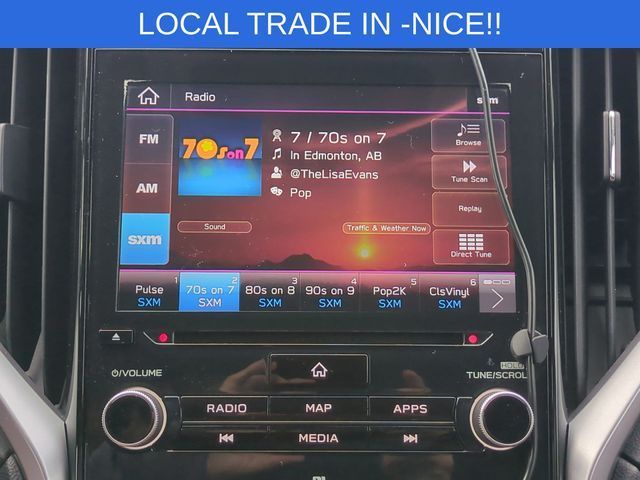 LOCAL TRADE IN -NICE!!
Radio
sxm
FM
70s on 7
7 / 70s on 7
In Edmonton, AB
@TheLisaEvans
Pop
Browse
AM
Tune Scan
Replay
sxm
Sound
Traffic & Weather Now
Direct Tune
1 2 3 4 5 6
Pulse 70s on 7 80s on 8 90s on 9 Pop2K ClsVinyl
SXM SXM SXM SXM SXM SXM
HOLD
/VOLUME
TUNE/SCROL
RADIO MAP APPS
MEDIA